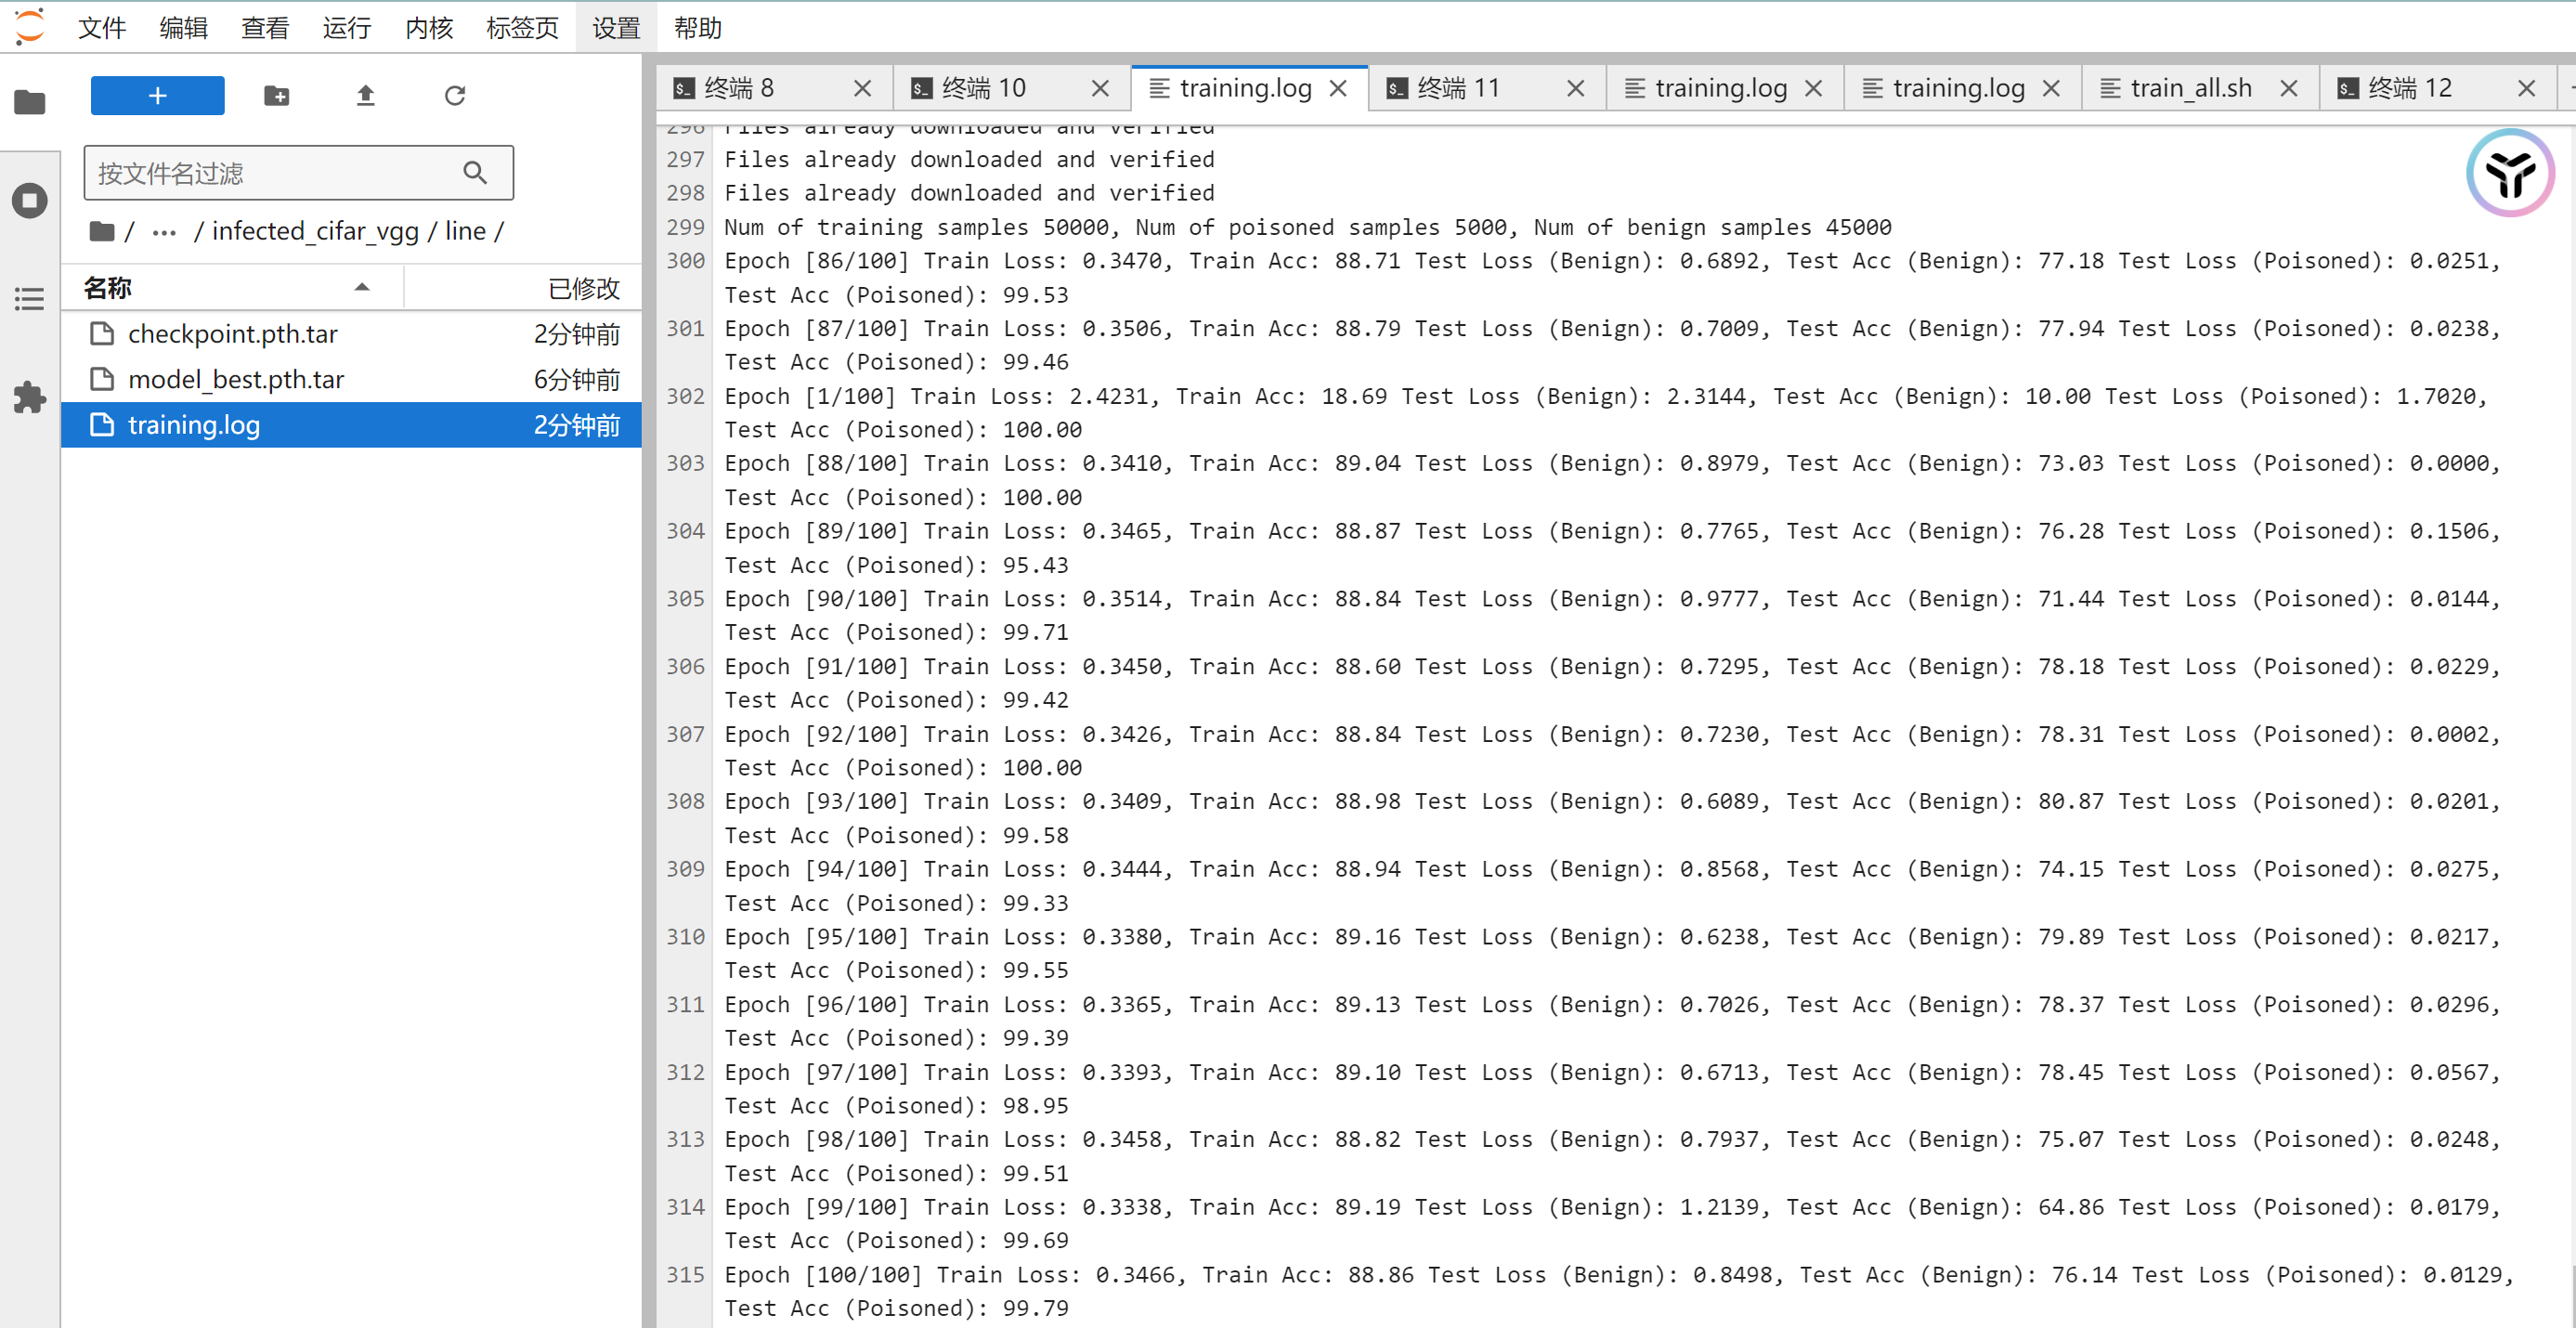 文件 编辑 查看 运行 内核 标签页 设置 帮助
终端 8 终端 10 training.log 终端 11 training.log training.log train_all.sh 终端 12
按文件名过滤
/ ··· / infected_cifar_vgg / line /
名称 已修改
checkpoint.pth.tar 2分钟前
model_best.pth.tar 6分钟前
training.log 2分钟前
296 Files already downloaded and verified
297 Files already downloaded and verified
298 Files already downloaded and verified
299 Num of training samples 50000, Num of poisoned samples 5000, Num of benign samples 45000
300 Epoch [86/100] Train Loss: 0.3470, Train Acc: 88.71 Test Loss (Benign): 0.6892, Test Acc (Benign): 77.18 Test Loss (Poisoned): 0.0251,
Test Acc (Poisoned): 99.53
301 Epoch [87/100] Train Loss: 0.3506, Train Acc: 88.79 Test Loss (Benign): 0.7009, Test Acc (Benign): 77.94 Test Loss (Poisoned): 0.0238,
Test Acc (Poisoned): 99.46
302 Epoch [1/100] Train Loss: 2.4231, Train Acc: 18.69 Test Loss (Benign): 2.3144, Test Acc (Benign): 10.00 Test Loss (Poisoned): 1.7020,
Test Acc (Poisoned): 100.00
303 Epoch [88/100] Train Loss: 0.3410, Train Acc: 89.04 Test Loss (Benign): 0.8979, Test Acc (Benign): 73.03 Test Loss (Poisoned): 0.0000,
Test Acc (Poisoned): 100.00
304 Epoch [89/100] Train Loss: 0.3465, Train Acc: 88.87 Test Loss (Benign): 0.7765, Test Acc (Benign): 76.28 Test Loss (Poisoned): 0.1506,
Test Acc (Poisoned): 95.43
305 Epoch [90/100] Train Loss: 0.3514, Train Acc: 88.84 Test Loss (Benign): 0.9777, Test Acc (Benign): 71.44 Test Loss (Poisoned): 0.0144,
Test Acc (Poisoned): 99.71
306 Epoch [91/100] Train Loss: 0.3450, Train Acc: 88.60 Test Loss (Benign): 0.7295, Test Acc (Benign): 78.18 Test Loss (Poisoned): 0.0229,
Test Acc (Poisoned): 99.42
307 Epoch [92/100] Train Loss: 0.3426, Train Acc: 88.84 Test Loss (Benign): 0.7230, Test Acc (Benign): 78.31 Test Loss (Poisoned): 0.0002,
Test Acc (Poisoned): 100.00
308 Epoch [93/100] Train Loss: 0.3409, Train Acc: 88.98 Test Loss (Benign): 0.6089, Test Acc (Benign): 80.87 Test Loss (Poisoned): 0.0201,
Test Acc (Poisoned): 99.58
309 Epoch [94/100] Train Loss: 0.3444, Train Acc: 88.94 Test Loss (Benign): 0.8568, Test Acc (Benign): 74.15 Test Loss (Poisoned): 0.0275,
Test Acc (Poisoned): 99.33
310 Epoch [95/100] Train Loss: 0.3380, Train Acc: 89.16 Test Loss (Benign): 0.6238, Test Acc (Benign): 79.89 Test Loss (Poisoned): 0.0217,
Test Acc (Poisoned): 99.55
311 Epoch [96/100] Train Loss: 0.3365, Train Acc: 89.13 Test Loss (Benign): 0.7026, Test Acc (Benign): 78.37 Test Loss (Poisoned): 0.0296,
Test Acc (Poisoned): 99.39
312 Epoch [97/100] Train Loss: 0.3393, Train Acc: 89.10 Test Loss (Benign): 0.6713, Test Acc (Benign): 78.45 Test Loss (Poisoned): 0.0567,
Test Acc (Poisoned): 98.95
313 Epoch [98/100] Train Loss: 0.3458, Train Acc: 88.82 Test Loss (Benign): 0.7937, Test Acc (Benign): 75.07 Test Loss (Poisoned): 0.0248,
Test Acc (Poisoned): 99.51
314 Epoch [99/100] Train Loss: 0.3338, Train Acc: 89.19 Test Loss (Benign): 1.2139, Test Acc (Benign): 64.86 Test Loss (Poisoned): 0.0179,
Test Acc (Poisoned): 99.69
315 Epoch [100/100] Train Loss: 0.3466, Train Acc: 88.86 Test Loss (Benign): 0.8498, Test Acc (Benign): 76.14 Test Loss (Poisoned): 0.0129,
Test Acc (Poisoned): 99.79